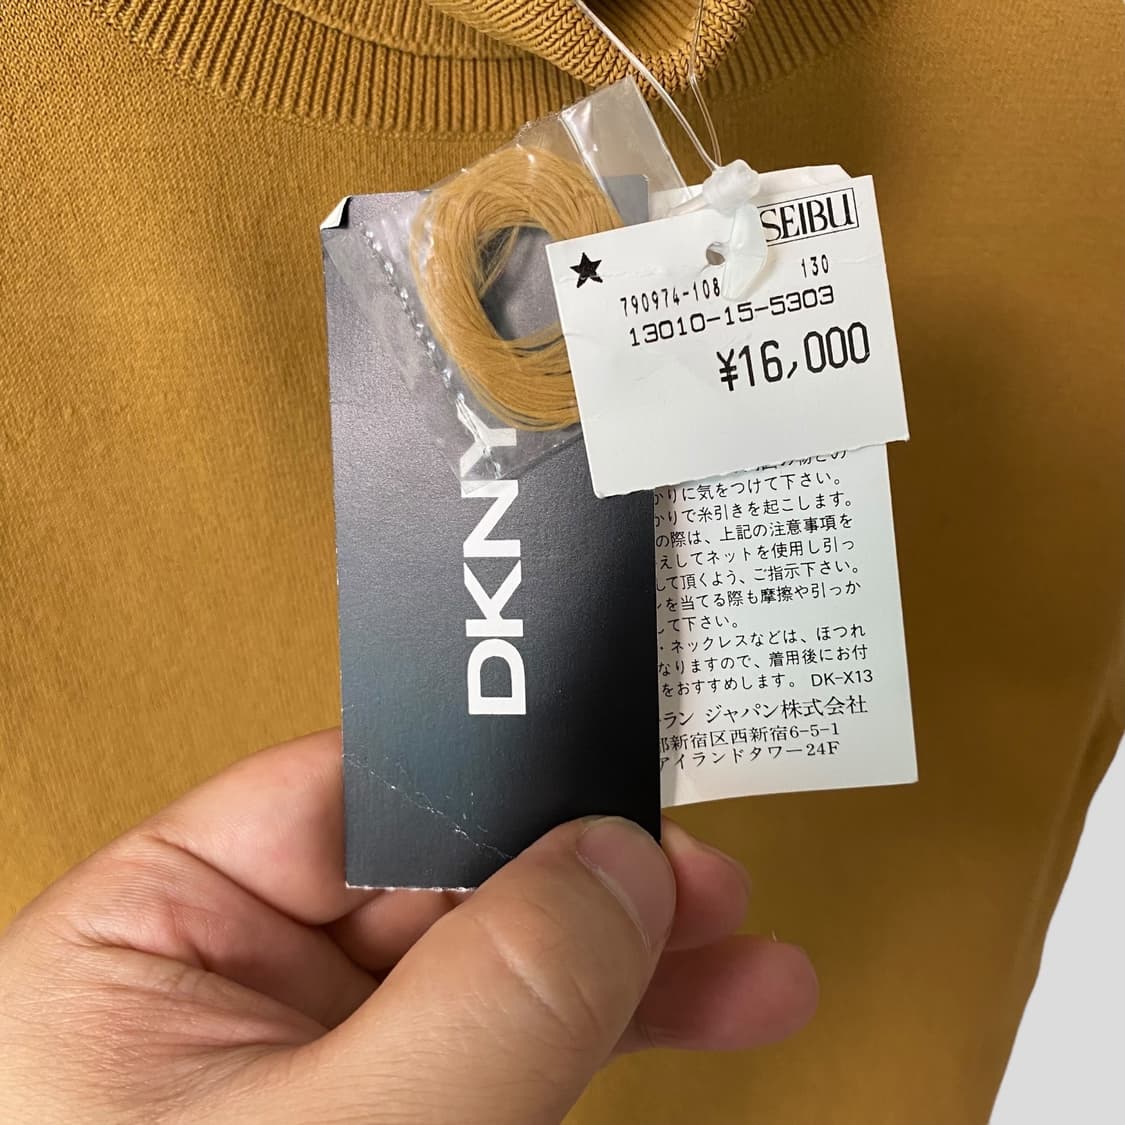 SEIBU
130
790974-108
13010-15-5303
¥16,000
DKNY
かりに気をつけて下さい。
かりで糸引きを起こします。
の際は、上記の注意事項を
えしてネットを使用し引っ
して頂くよう、ご指示下さい。
を当てる際も摩擦や引っか
して下さい。
・ネックレスなどは、ほつれ
なりますので、着用後にお付
をおすすめします。 DK-X13
ラン ジャパン株式会社
都新宿区西新宿6-5-1
アイランドタワー24F